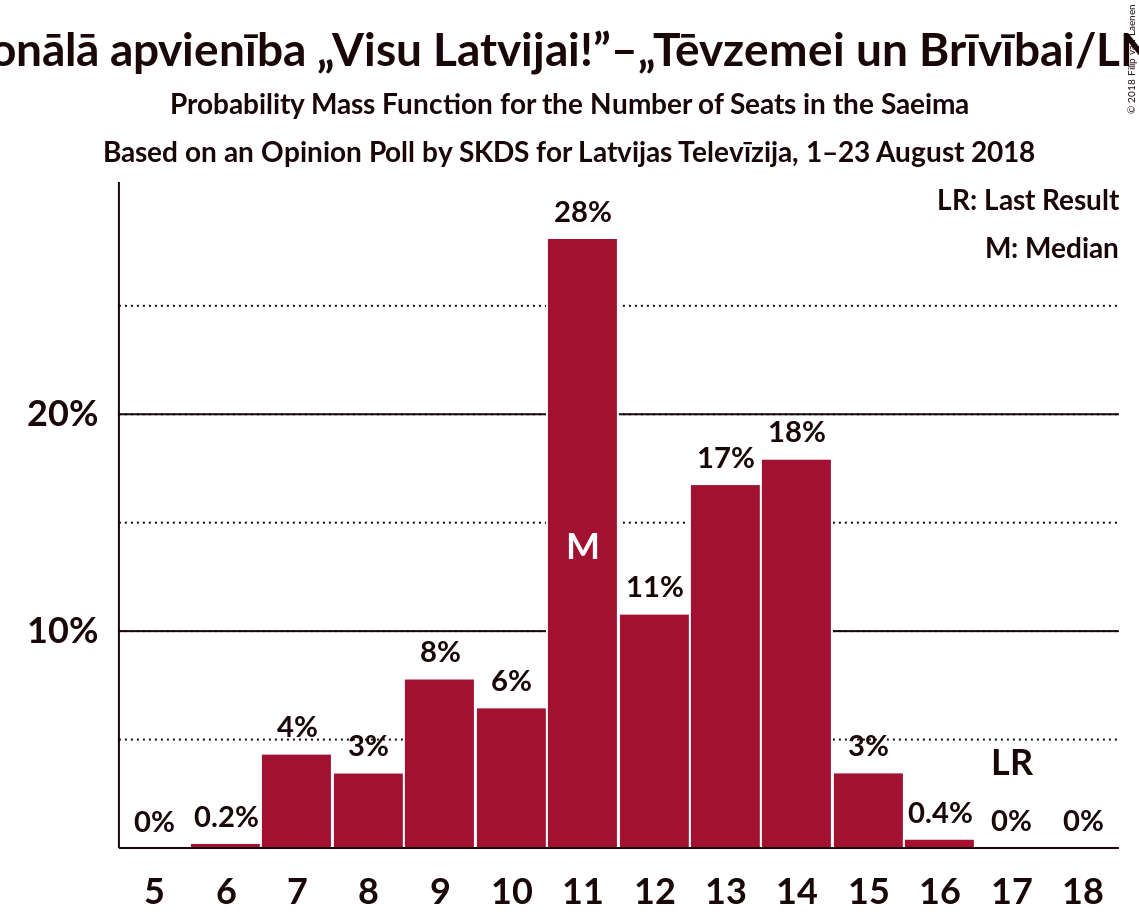 onālā apvienība „Visu Latvijai!”–„Tēvzemei un Brīvībai/LN
Probability Mass Function for the Number of Seats in the Saeima
Based on an Opinion Poll by SKDS for Latvijas Televīzija, 1–23 August 2018
© 2018 Filip van Laenen
LR: Last Result
M: Median
28%
20%
18%
17%
M
11%
10%
8%
6%
4%
3%
3%
LR
0%
0.2%
0.4%
0%
0%
5 6 7 8 9 10 11 12 13 14 15 16 17 18